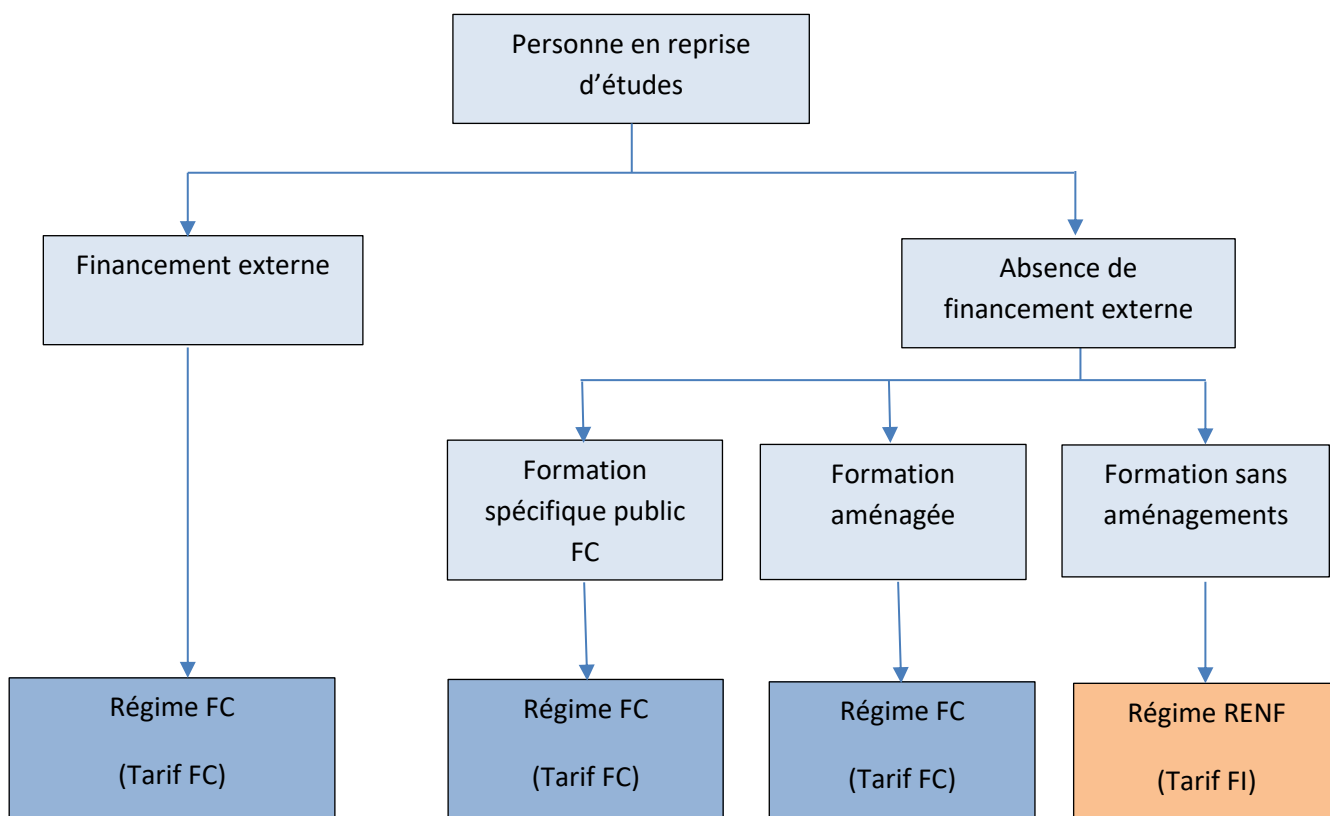 Personne en reprise
d’études
Financement externe
Absence de
financement externe
Formation
spécifique public
FC
Formation
aménagée
Formation sans
aménagements
Régime FC
(Tarif FC)
Régime FC
(Tarif FC)
Régime FC
(Tarif FC)
Régime RENF
(Tarif FI)